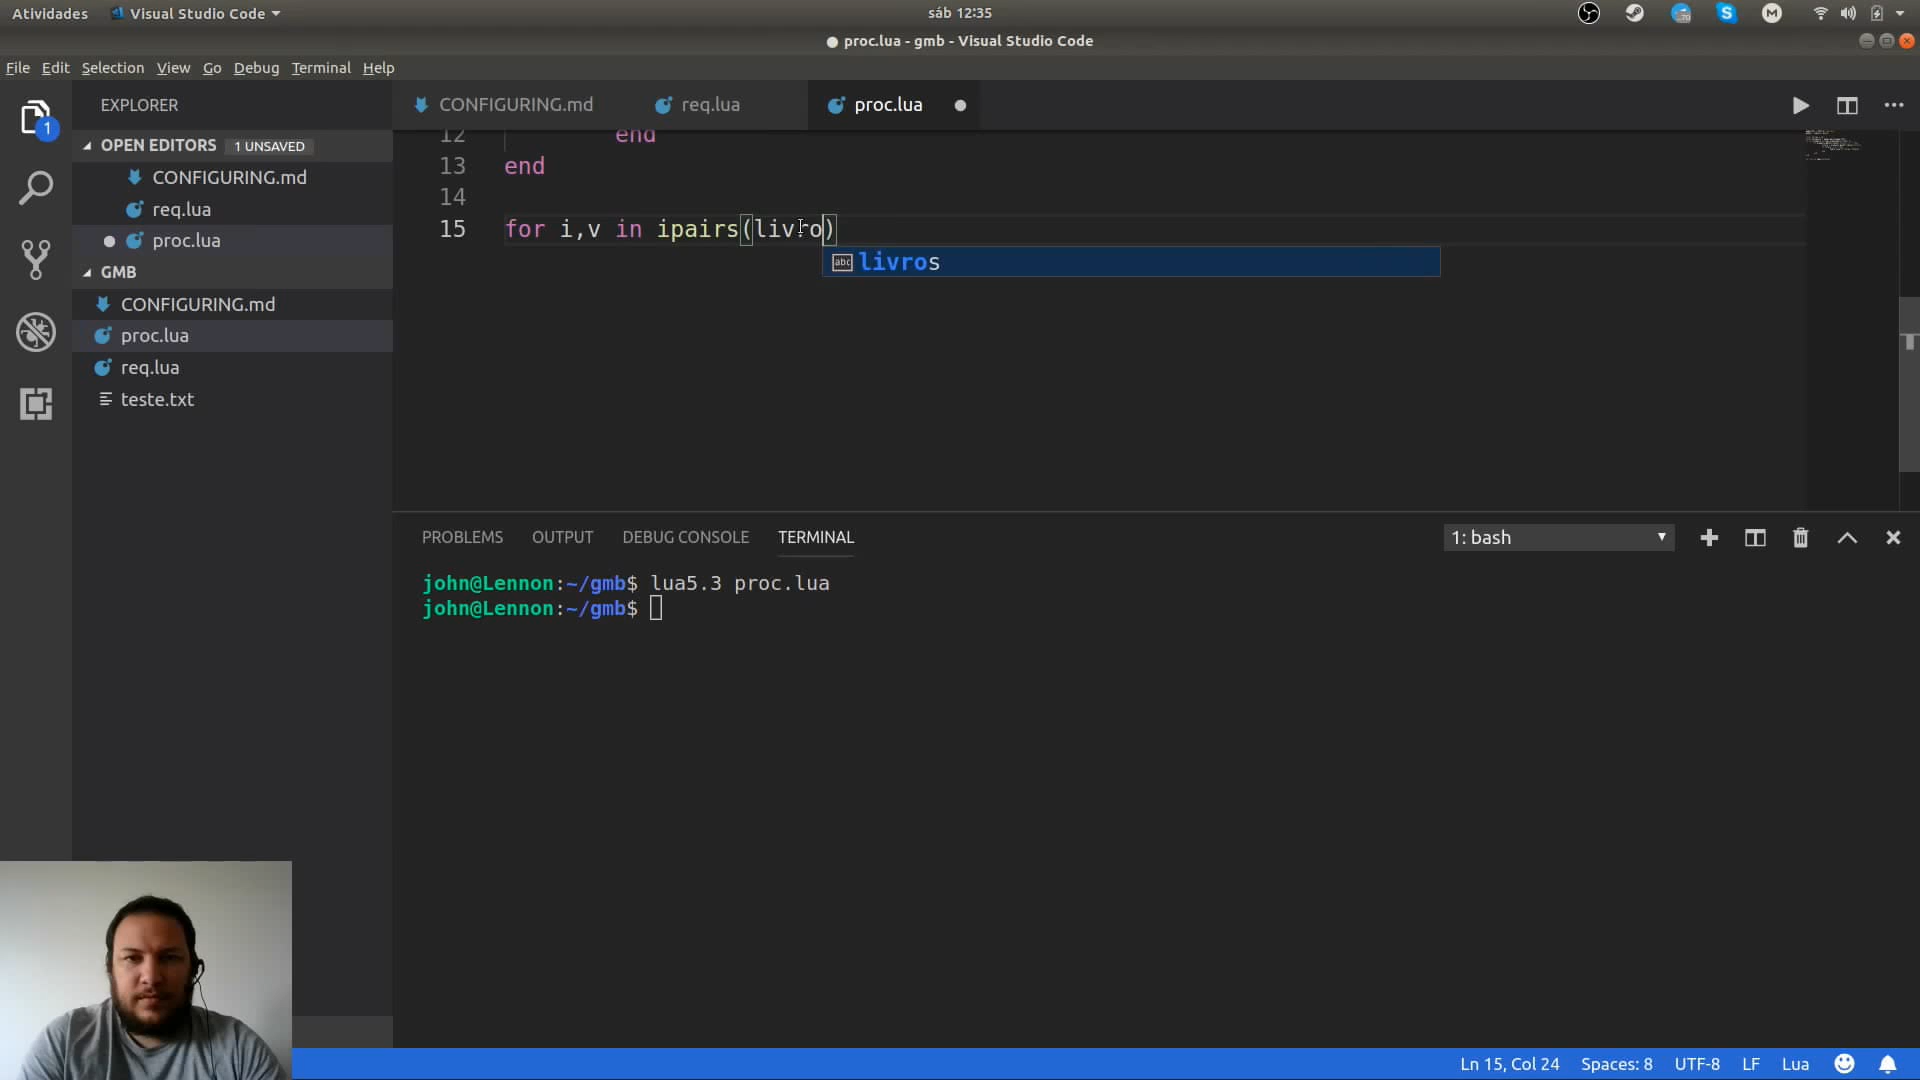 Atividades
Visual Studio Code
sáb 12:35
70
S
M
● proc.lua - gmb - Visual Studio Code
File Edit Selection View Go Debug Terminal Help
1
EXPLORER
OPEN EDITORS 1 UNSAVED
CONFIGURING.md
req.lua
proc.lua
GMB
CONFIGURING.md
proc.lua
req.lua
teste.txt
CONFIGURING.md
req.lua
proc.lua
12 end
13 end
14
15 for i,v in ipairs(livro)
abc livros
PROBLEMS OUTPUT DEBUG CONSOLE TERMINAL
1: bash
john@Lennon:~/gmb$ lua5.3 proc.lua
john@Lennon:~/gmb$
Ln 15, Col 24 Spaces: 8 UTF-8 LF Lua